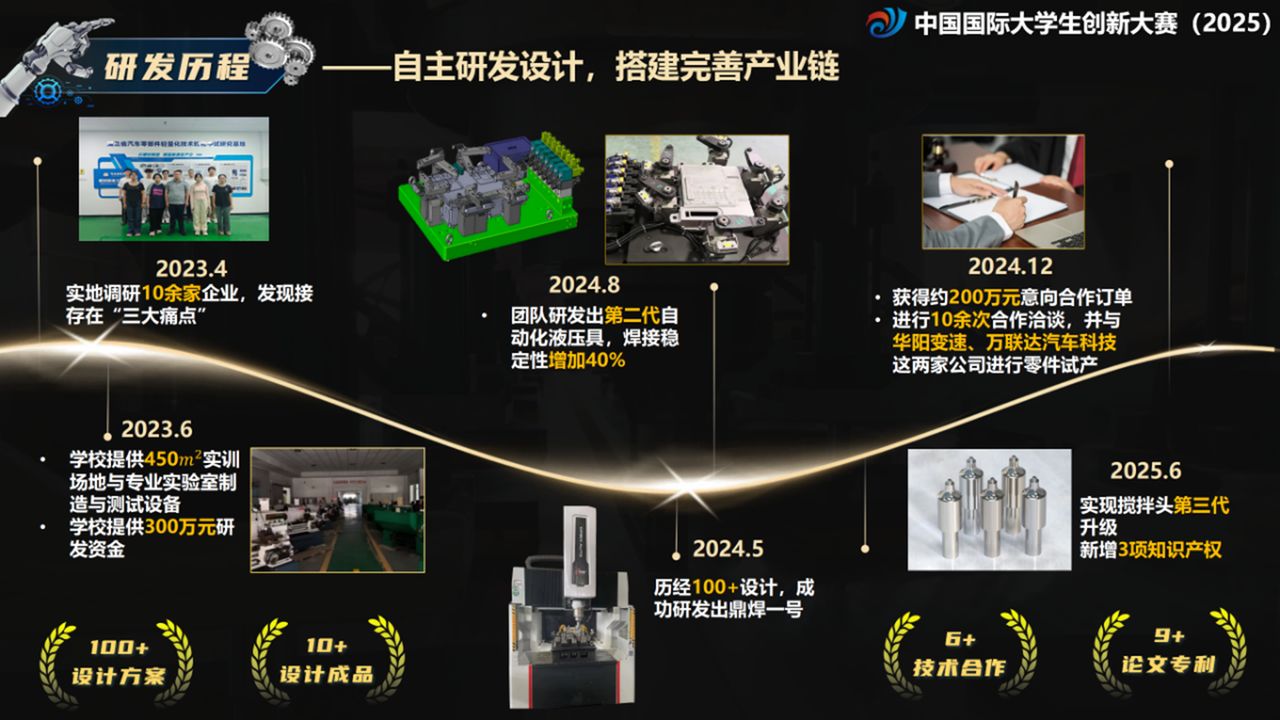 中国国际大学生创新大赛（2025）
研发历程
——自主研发设计，搭建完善产业链
2023.4
实地调研10余家企业，发现接
存在“三大痛点”
2024.8
• 团队研发出第二代自
动化液压具，焊接稳
定性增加40%
2024.12
• 获得约200万元意向合作订单
• 进行10余次合作洽谈，并与
华阳变速、万联达汽车科技
这两家公司进行零件试产
2023.6
• 学校提供450m²实训
场地与专业实验室制
造与测试设备
• 学校提供300万元研
发资金
2024.5
历经100+设计，成
功研发出鼎焊一号
2025.6
实现搅拌头第三代
升级
新增3项知识产权
100+
设计方案
10+
设计成品
6+
技术合作
9+
论文专利